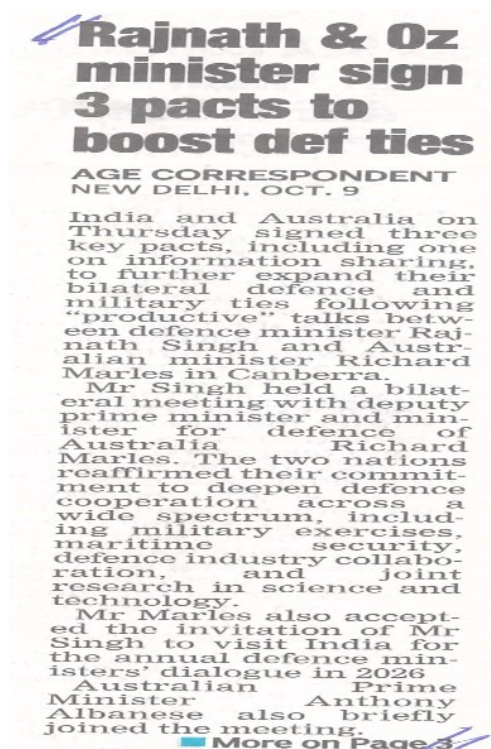 Rajnath & Oz
minister sign
3 pacts to
boost def ties
AGE CORRESPONDENT
NEW DELHI, OCT. 9
India and Australia on
Thursday signed three
key pacts, including one
on information sharing,
to further expand their
bilateral defence and
military ties following
“productive” talks betw-
een defence minister Raj-
nath Singh and Austr-
alian minister Richard
Marles in Canberra.
Mr Singh held a bilat-
eral meeting with deputy
prime minister and min-
ister for defence of
Australia Richard
Marles. The two nations
reaffirmed their commit-
ment to deepen defence
cooperation across a
wide spectrum, includ-
ing military exercises,
maritime security,
defence industry collabo-
ration, and joint
research in science and
technology.
Mr Marles also accept-
ed the invitation of Mr
Singh to visit India for
the annual defence min-
isters’ dialogue in 2026
Australian Prime
Minister Anthony
Albanese also briefly
joined the meeting.
More on Page 3